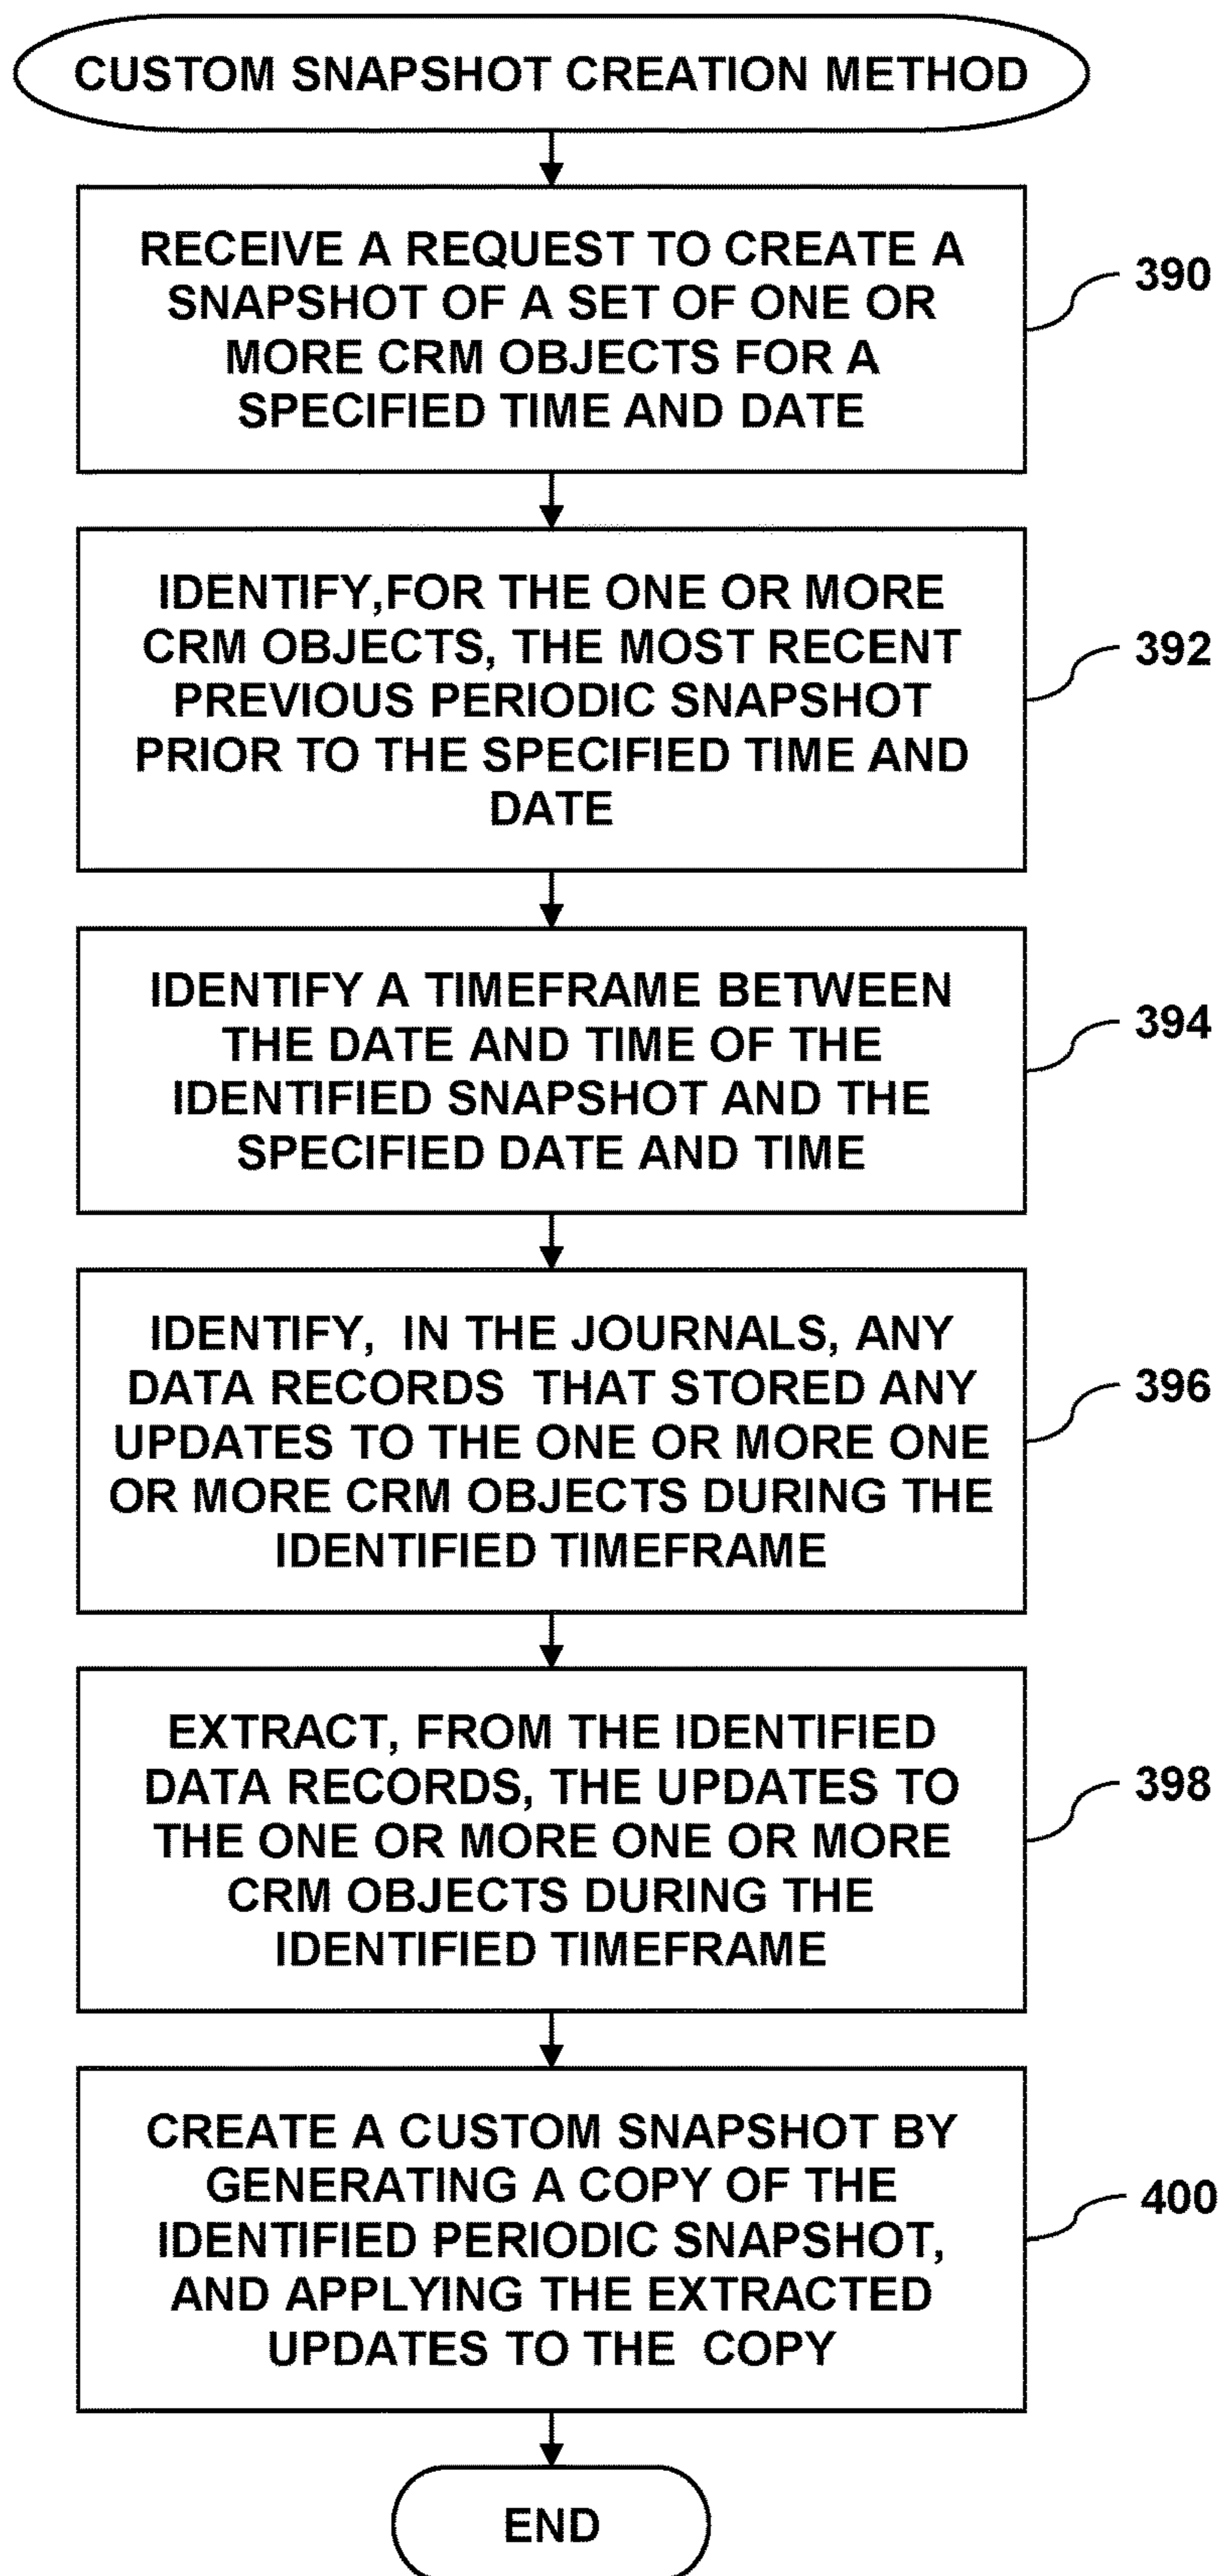 CUSTOM SNAPSHOT CREATION METHOD
RECEIVE A REQUEST TO CREATE A
SNAPSHOT OF A SET OF ONE OR
MORE CRM OBJECTS FOR A
SPECIFIED TIME AND DATE
390
IDENTIFY,FOR THE ONE OR MORE
CRM OBJECTS, THE MOST RECENT
PREVIOUS PERIODIC SNAPSHOT
PRIOR TO THE SPECIFIED TIME AND
DATE
392
IDENTIFY A TIMEFRAME BETWEEN
THE DATE AND TIME OF THE
IDENTIFIED SNAPSHOT AND THE
SPECIFIED DATE AND TIME
394
IDENTIFY,  IN THE JOURNALS, ANY
DATA RECORDS  THAT STORED ANY
UPDATES TO THE ONE OR MORE ONE
OR MORE CRM OBJECTS DURING THE
IDENTIFIED TIMEFRAME
396
EXTRACT, FROM THE IDENTIFIED
DATA RECORDS, THE UPDATES TO
THE ONE OR MORE ONE OR MORE
CRM OBJECTS DURING THE
IDENTIFIED TIMEFRAME
398
CREATE A CUSTOM SNAPSHOT BY
GENERATING A COPY OF THE
IDENTIFIED PERIODIC SNAPSHOT,
AND APPLYING THE EXTRACTED
UPDATES TO THE  COPY
400
END